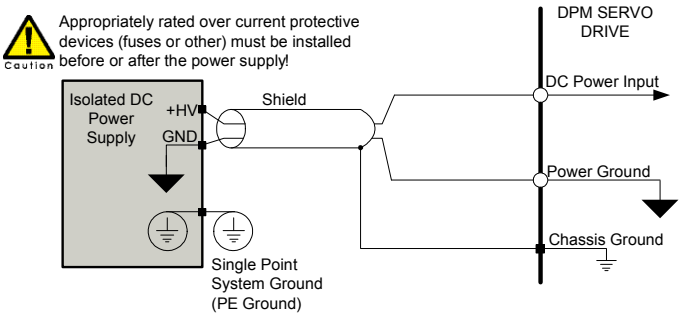 Appropriately rated over current protective
devices (fuses or other) must be installed
before or after the power supply!
Caution
DPM SERVO
DRIVE
Isolated DC
Power
Supply
+HV
GND
Shield
DC Power Input
Power Ground
Chassis Ground
Single Point
System Ground
(PE Ground)